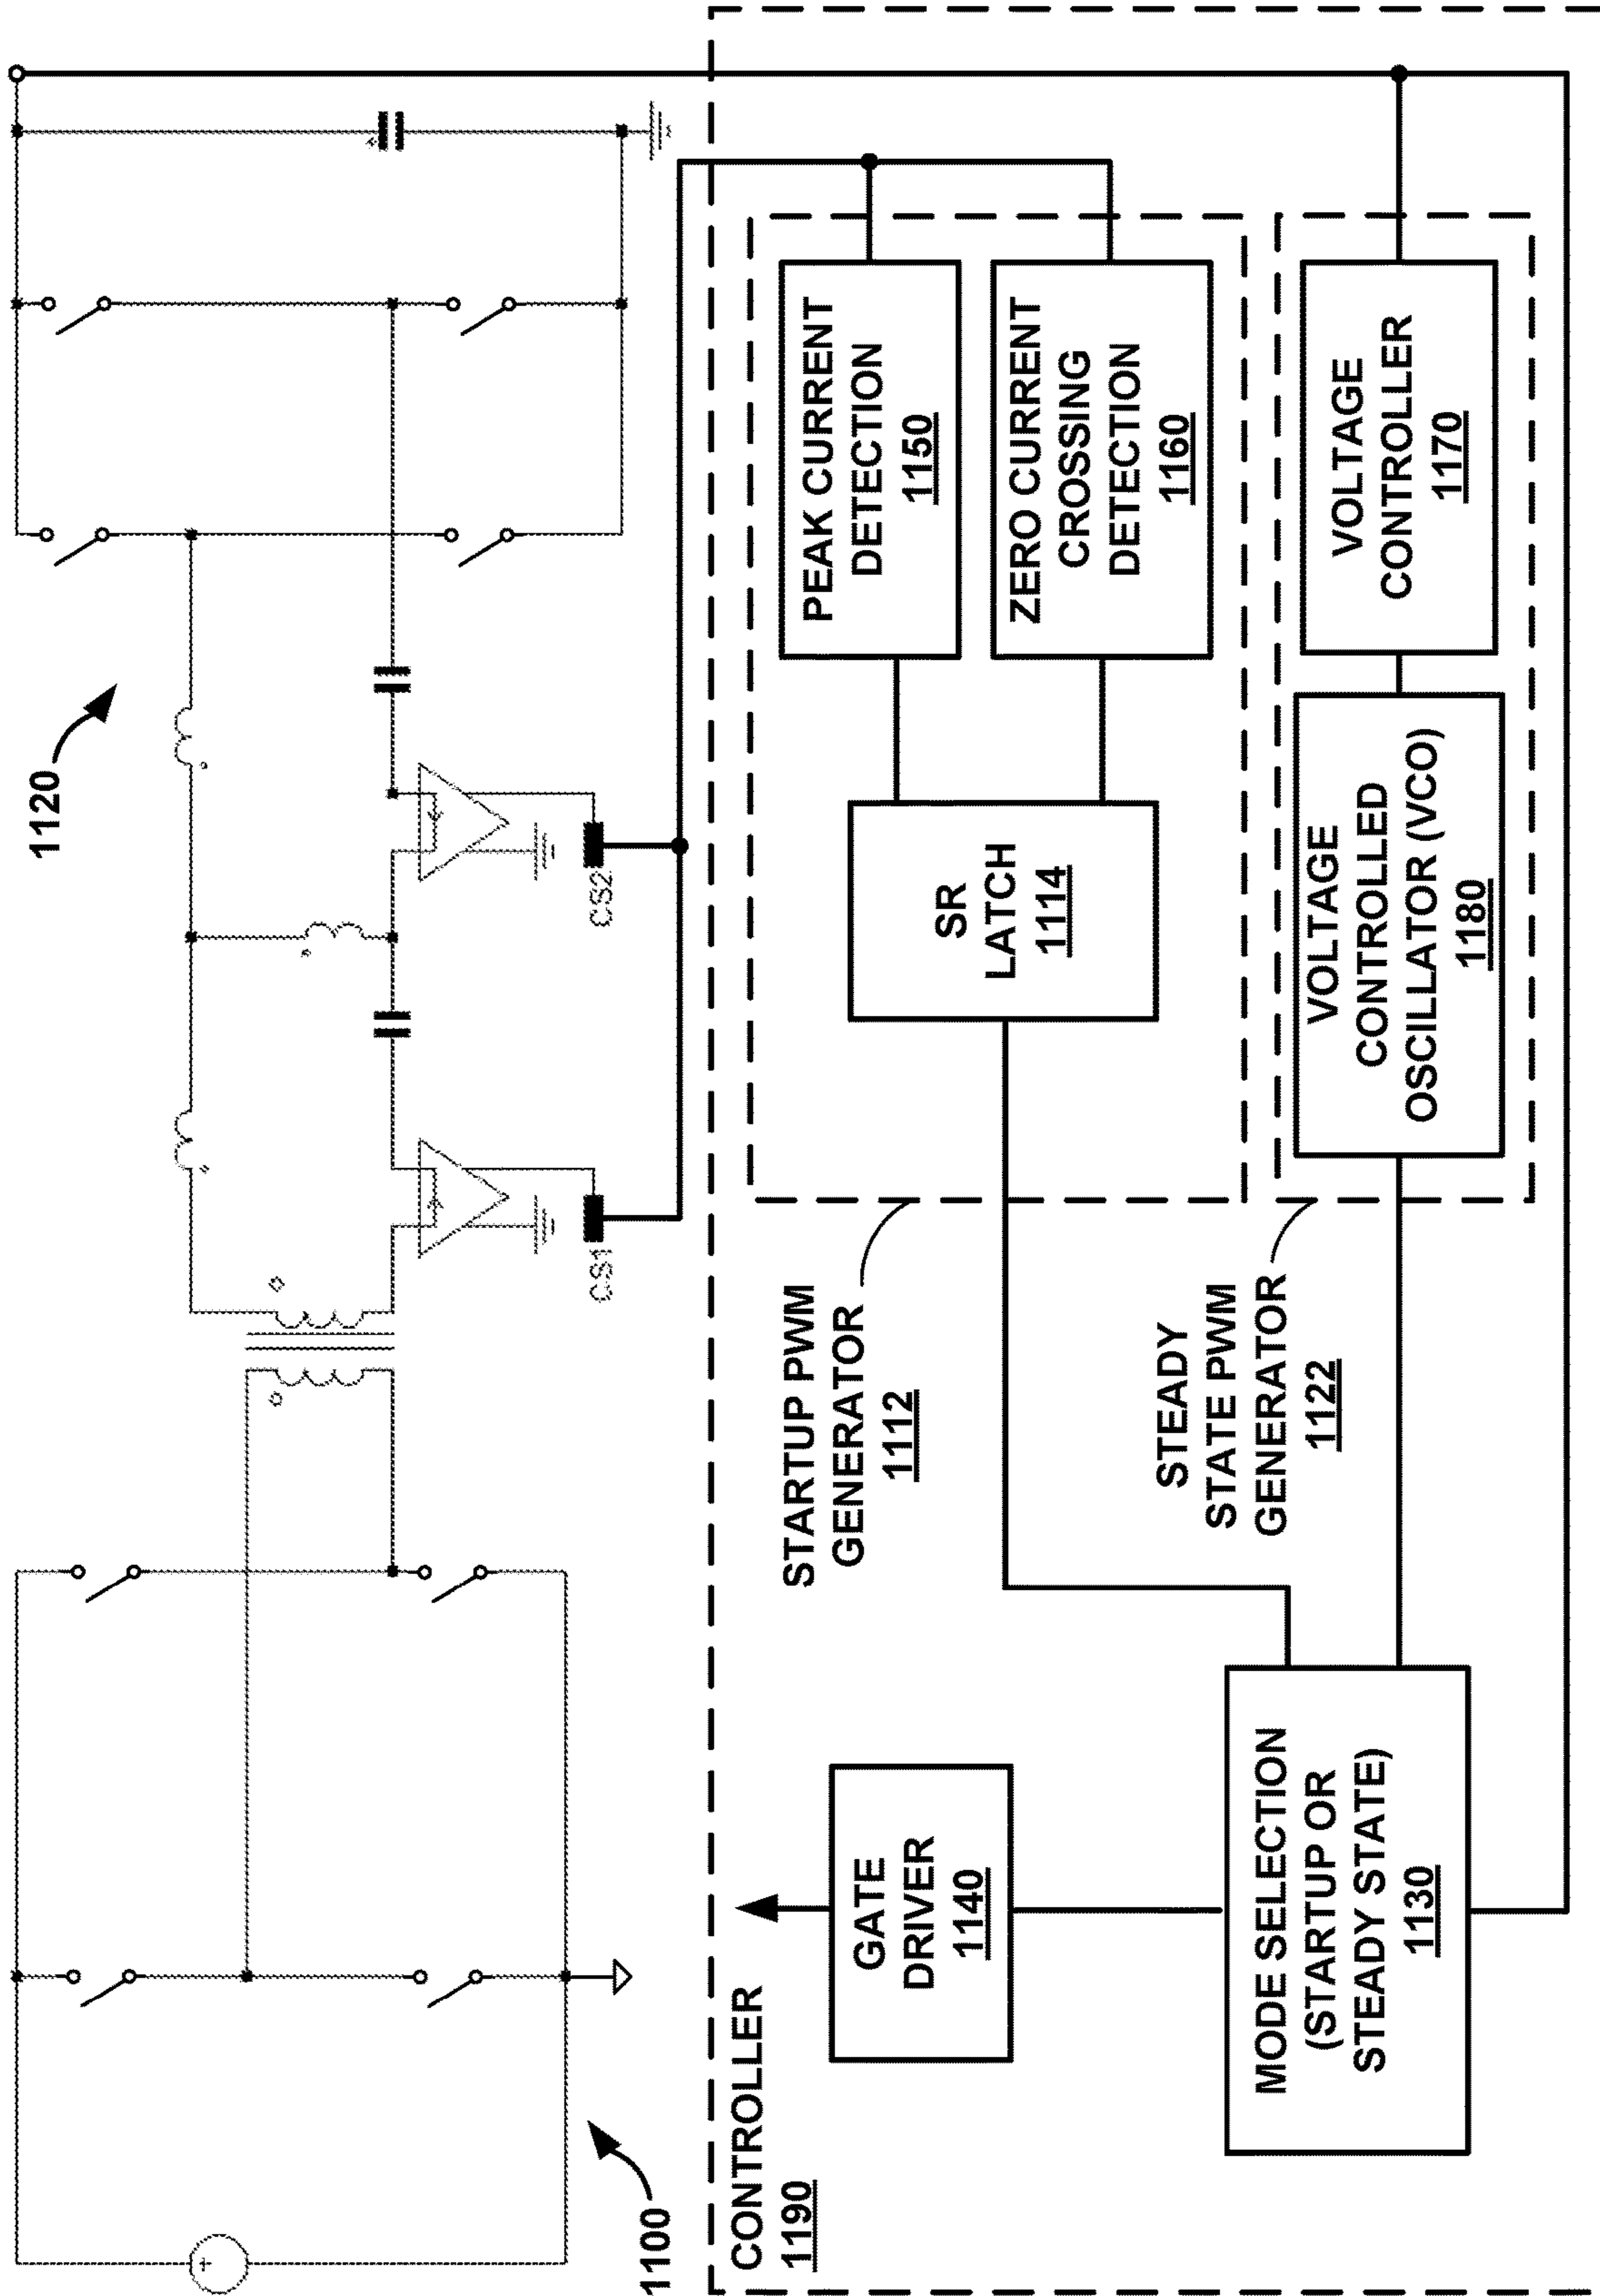 1120
1100
CS1
CS2
CONTROLLER
1190
GATE
DRIVER
1140
STARTUP PWM
GENERATOR
1112
SR
LATCH
1114
PEAK CURRENT
DETECTION
1150
ZERO CURRENT
CROSSING
DETECTION
1160
STEADY
STATE PWM
GENERATOR
1122
MODE SELECTION
(STARTUP OR
STEADY STATE)
1130
VOLTAGE
CONTROLLED
OSCILLATOR (VCO)
1180
VOLTAGE
CONTROLLER
1170